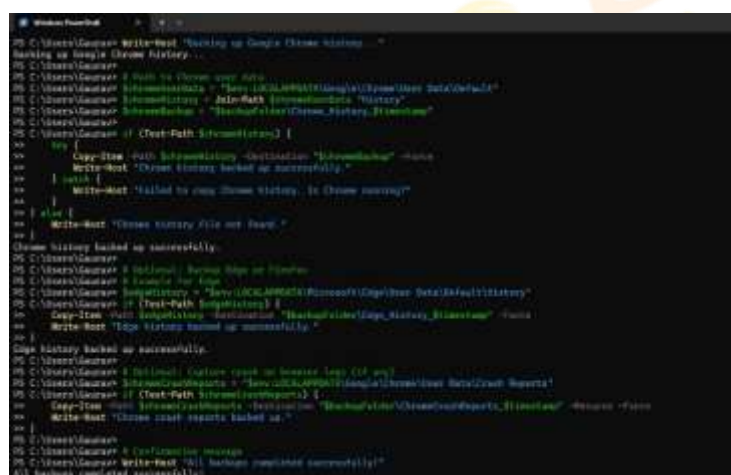 Windows PowerShell
PS C:\Users\Gaurav> Write-Host "Backing up Google Chrome history..."
Backing up Google Chrome history...
PS C:\Users\Gaurav>
PS C:\Users\Gaurav> # Path to Chrome user data
PS C:\Users\Gaurav> $chromeUserData = "$env:LOCALAPPDATA\Google\Chrome\User Data\Default"
PS C:\Users\Gaurav> $chromeHistory = Join-Path $chromeUserData "History"
PS C:\Users\Gaurav> $chromeBackup = "$backupFolder\Chrome_History_$timestamp"
PS C:\Users\Gaurav>
PS C:\Users\Gaurav> if (Test-Path $chromeHistory) {
>> try {
>> Copy-Item -Path $chromeHistory -Destination "$chromeBackup" -Force
>> Write-Host "Chrome history backed up successfully."
>> } catch {
>> Write-Host "Failed to copy Chrome history. Is Chrome running?"
>> }
>> } else {
>> Write-Host "Chrome history file not found."
>> }
Chrome history backed up successfully.
PS C:\Users\Gaurav>
PS C:\Users\Gaurav> # Optional: Backup Edge or Firefox
PS C:\Users\Gaurav> # Example for Edge
PS C:\Users\Gaurav> $edgeHistory = "$env:LOCALAPPDATA\Microsoft\Edge\User Data\Default\History"
PS C:\Users\Gaurav> if (Test-Path $edgeHistory) {
>> Copy-Item -Path $edgeHistory -Destination "$backupFolder\Edge_History_$timestamp" -Force
>> Write-Host "Edge history backed up successfully."
>> }
Edge history backed up successfully.
PS C:\Users\Gaurav>
PS C:\Users\Gaurav> # Optional: Capture crash or browser logs (if any)
PS C:\Users\Gaurav> $chromeCrashReports = "$env:LOCALAPPDATA\Google\Chrome\User Data\Crash Reports"
PS C:\Users\Gaurav> if (Test-Path $chromeCrashReports) {
>> Copy-Item -Path $chromeCrashReports -Destination "$backupFolder\ChromeCrashReports_$timestamp" -Recurse -Force
>> Write-Host "Chrome crash reports backed up."
>> }
PS C:\Users\Gaurav>
PS C:\Users\Gaurav> # Confirmation message
PS C:\Users\Gaurav> Write-Host "All backups completed successfully!"
All backups completed successfully!